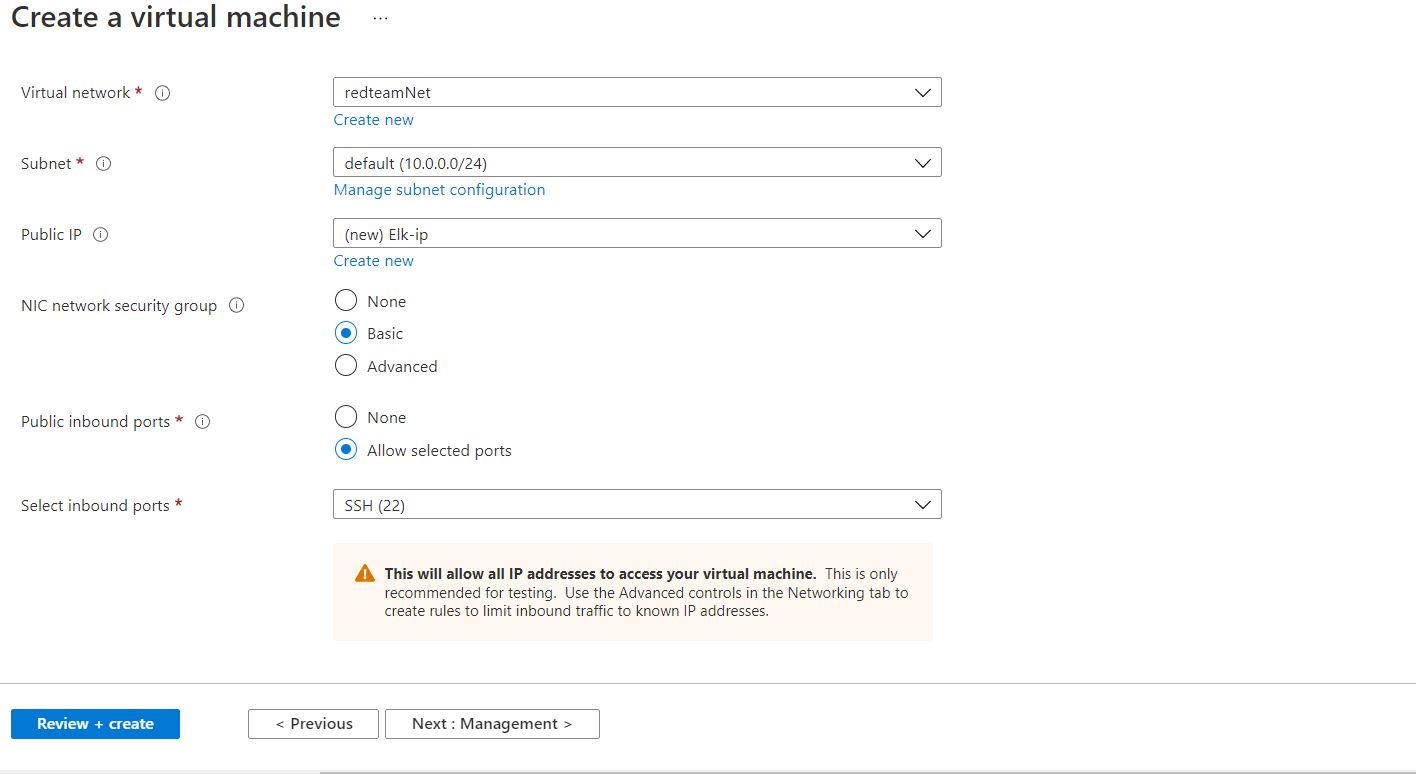 Create a virtual machine ...
Virtual network *
redteamNet
Create new
Subnet *
default (10.0.0.0/24)
Manage subnet configuration
Public IP
(new) Elk-ip
Create new
NIC network security group
None
Basic
Advanced
Public inbound ports *
None
Allow selected ports
Select inbound ports *
SSH (22)
This will allow all IP addresses to access your virtual machine.  This is only
recommended for testing.  Use the Advanced controls in the Networking tab to
create rules to limit inbound traffic to known IP addresses.
Review + create
< Previous
Next : Management >